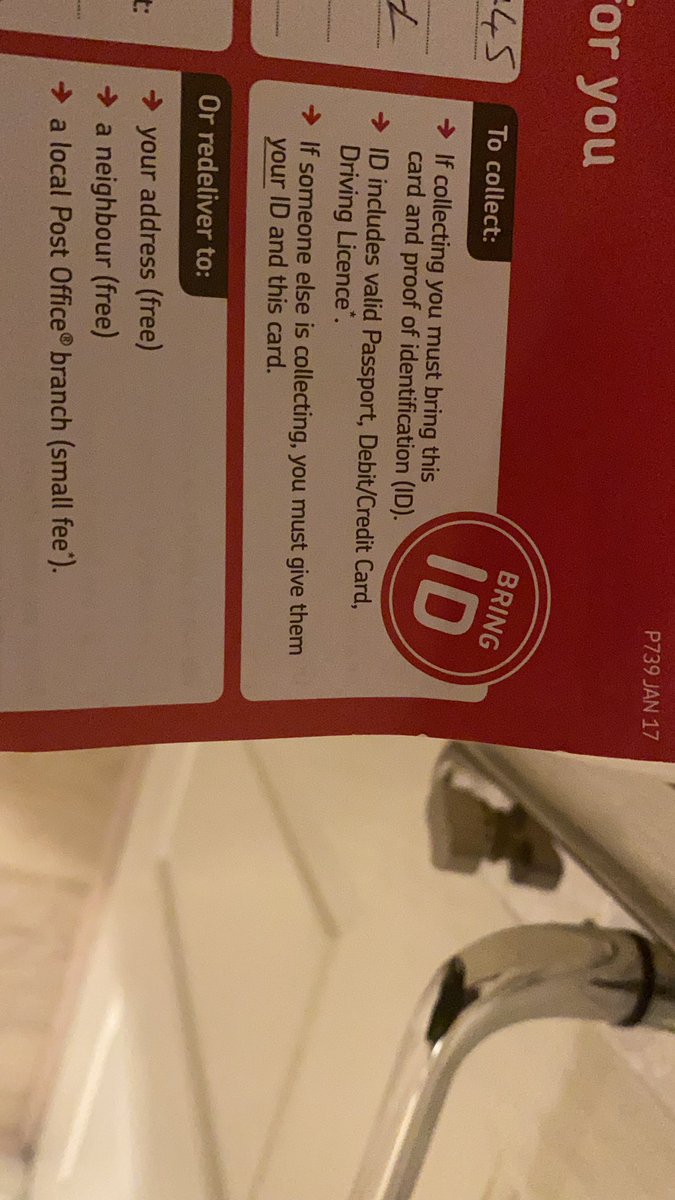 for you
P739 JAN 17
45
To collect:
BRING
ID
→ If collecting you must bring this
card and proof of identification (ID).
→ ID includes valid Passport, Debit/Credit Card,
Driving Licence*.
→ If someone else is collecting, you must give them
your ID and this card.
Or redeliver to:
→ your address (free)
→ a neighbour (free)
→ a local Post Office® branch (small fee*).